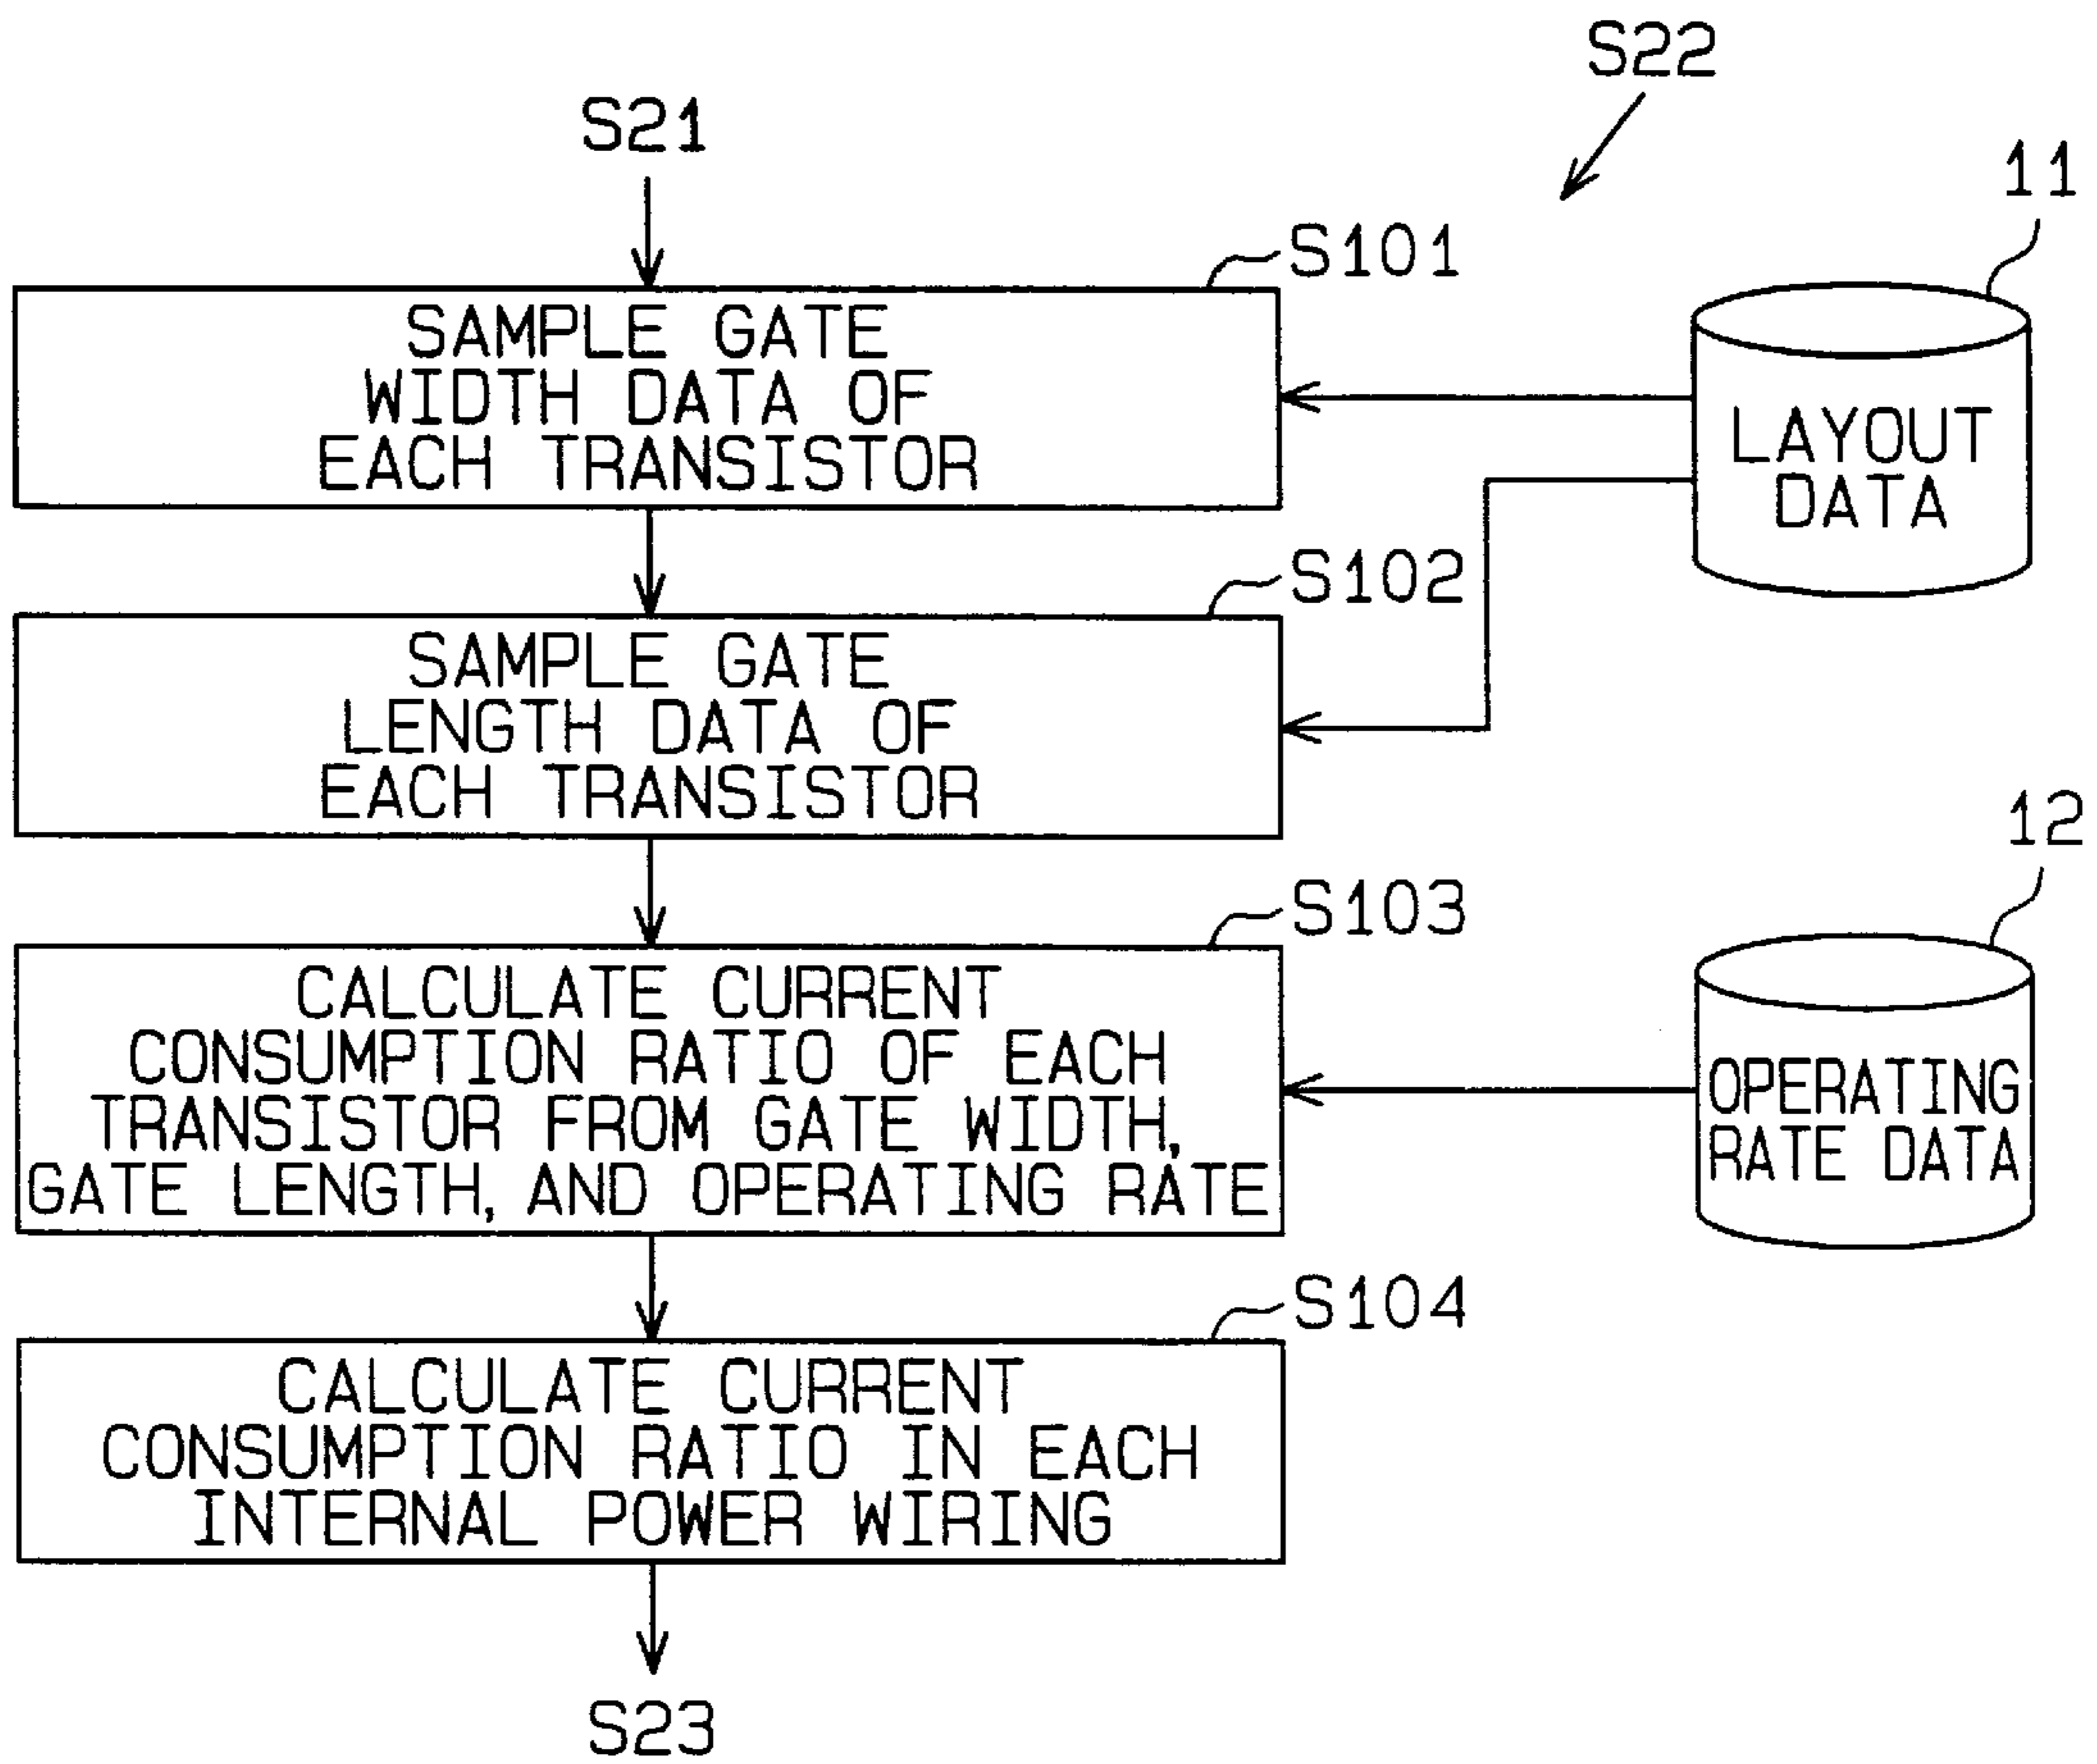 S22
S21
11
S101
SAMPLE GATE
WIDTH DATA OF
EACH TRANSISTOR
LAYOUT
DATA
S102
SAMPLE GATE
LENGTH DATA OF
EACH TRANSISTOR
12
S103
CALCULATE CURRENT
CONSUMPTION RATIO OF EACH
TRANSISTOR FROM GATE WIDTH,
GATE LENGTH, AND OPERATING RATE
OPERATING
RATE DATA
S104
CALCULATE CURRENT
CONSUMPTION RATIO IN EACH
INTERNAL POWER WIRING
S23